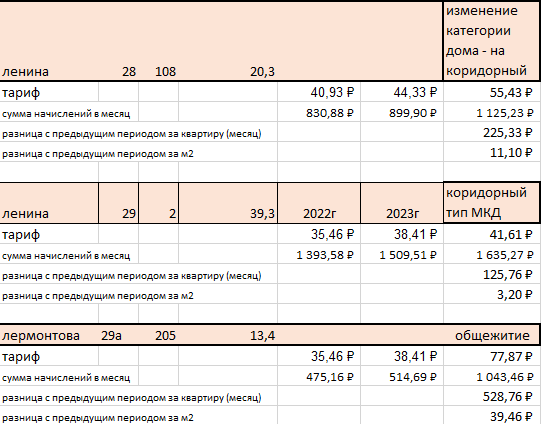 изменение
категории
дома - на
ленина 28 108 20,3 коридорный
тариф 40,93 ₽ 44,33 ₽ 55,43 ₽
сумма начислений в месяц 830,88 ₽ 899,90 ₽ 1 125,23 ₽
разница с предыдущим периодом за квартиру (месяц) 225,33 ₽
разница с предыдущим периодом за м2 11,10 ₽
коридорный
ленина 29 2 39,3 2022г 2023г тип МКД
тариф 35,46 ₽ 38,41 ₽ 41,61 ₽
сумма начислений в месяц 1 393,58 ₽ 1 509,51 ₽ 1 635,27 ₽
разница с предыдущим периодом за квартиру (месяц) 125,76 ₽
разница с предыдущим периодом за м2 3,20 ₽
лермонтова 29а 205 13,4 общежитие
тариф 35,46 ₽ 38,41 ₽ 77,87 ₽
сумма начислений в месяц 475,16 ₽ 514,69 ₽ 1 043,46 ₽
разница с предыдущим периодом за квартиру (месяц) 528,76 ₽
разница с предыдущим периодом за м2 39,46 ₽